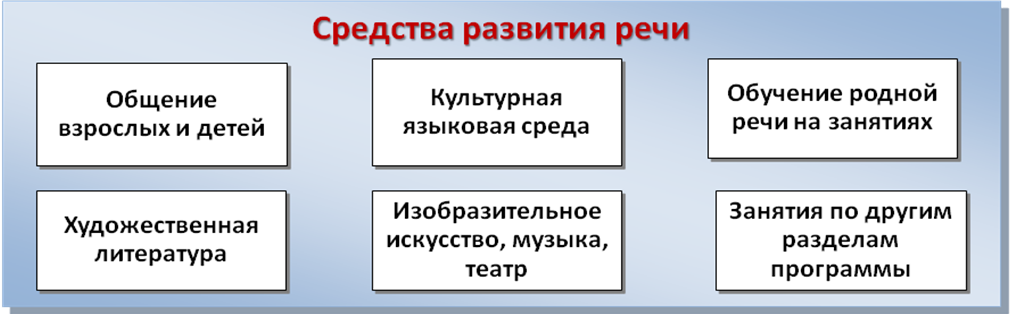 Средства развития речи
Общение
взрослых и детей
Культурная
языковая среда
Обучение родной
речи на занятиях
Художественная
литература
Изобразительное
искусство, музыка,
театр
Занятия по другим
разделам
программы